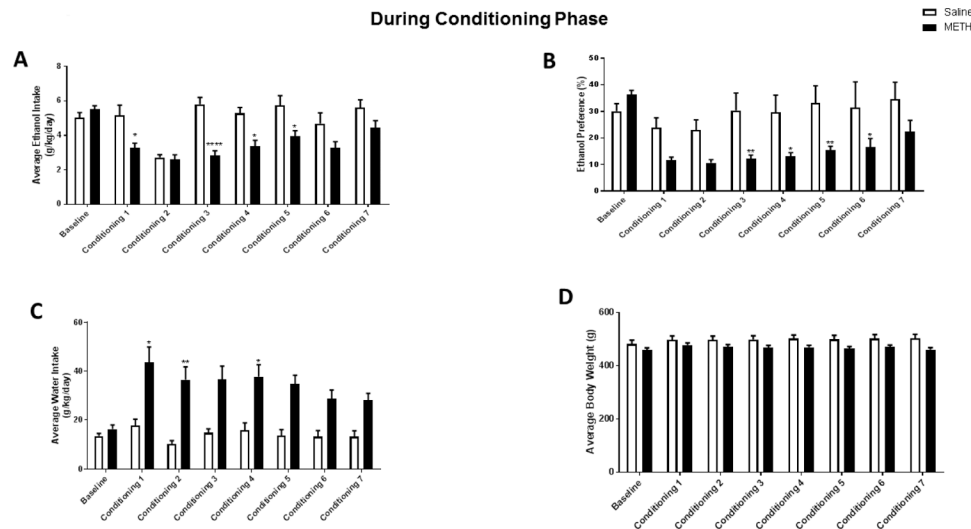 During Conditioning Phase
Saline
METH
A
Average Ethanol Intake
(g/kg/day)
8
6
4
2
0
*
****
*
*
Baseline
Conditioning 1
Conditioning 2
Conditioning 3
Conditioning 4
Conditioning 5
Conditioning 6
Conditioning 7
B
Ethanol Preference (%)
50
40
30
20
10
0
**
*
**
*
Baseline
Conditioning 1
Conditioning 2
Conditioning 3
Conditioning 4
Conditioning 5
Conditioning 6
Conditioning 7
C
Average Water Intake
(g/kg/day)
60
40
20
0
*
**
*
Baseline
Conditioning 1
Conditioning 2
Conditioning 3
Conditioning 4
Conditioning 5
Conditioning 6
Conditioning 7
D
Average Body Weight (g)
600
400
200
0
Baseline
Conditioning 1
Conditioning 2
Conditioning 3
Conditioning 4
Conditioning 5
Conditioning 6
Conditioning 7